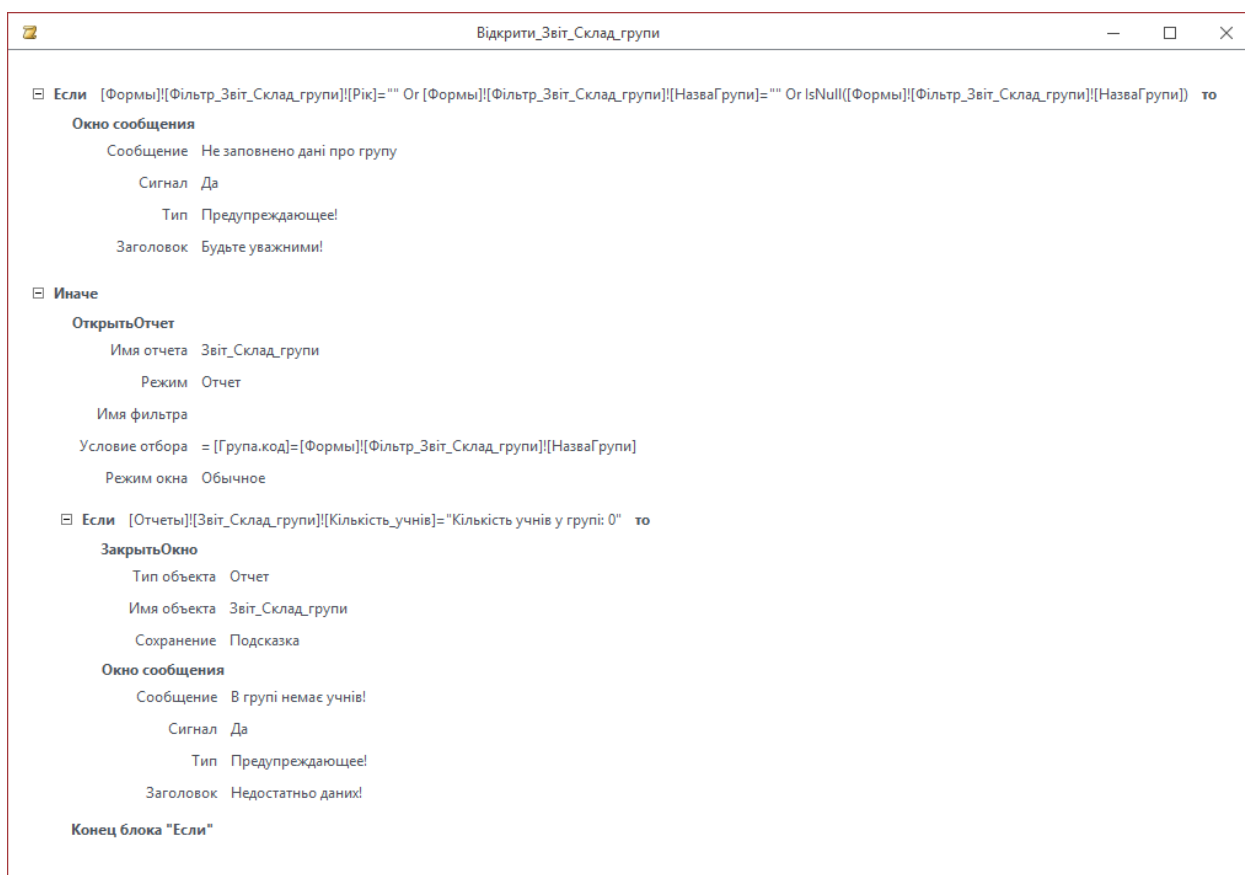 Відкрити_Звіт_Склад_групи
Если [Формы]![Фільтр_Звіт_Склад_групи]![Рік]="" Or [Формы]![Фільтр_Звіт_Склад_групи]![НазваГрупи]="" Or IsNull([Формы]![Фільтр_Звіт_Склад_групи]![НазваГрупи]) то
Окно сообщения
Сообщение Не заповнено дані про групу
Сигнал Да
Тип Предупреждающее!
Заголовок Будьте уважними!
Иначе
ОткрытьОтчет
Имя отчета Звіт_Склад_групи
Режим Отчет
Имя фильтра
Условие отбора = [Група.код]=[Формы]![Фільтр_Звіт_Склад_групи]![НазваГрупи]
Режим окна Обычное
Если [Отчеты]![Звіт_Склад_групи]![Кількість_учнів]="Кількість учнів у групі: 0" то
ЗакрытьОкно
Тип объекта Отчет
Имя объекта Звіт_Склад_групи
Сохранение Подсказка
Окно сообщения
Сообщение В групі немає учнів!
Сигнал Да
Тип Предупреждающее!
Заголовок Недостатньо даних!
Конец блока "Если"